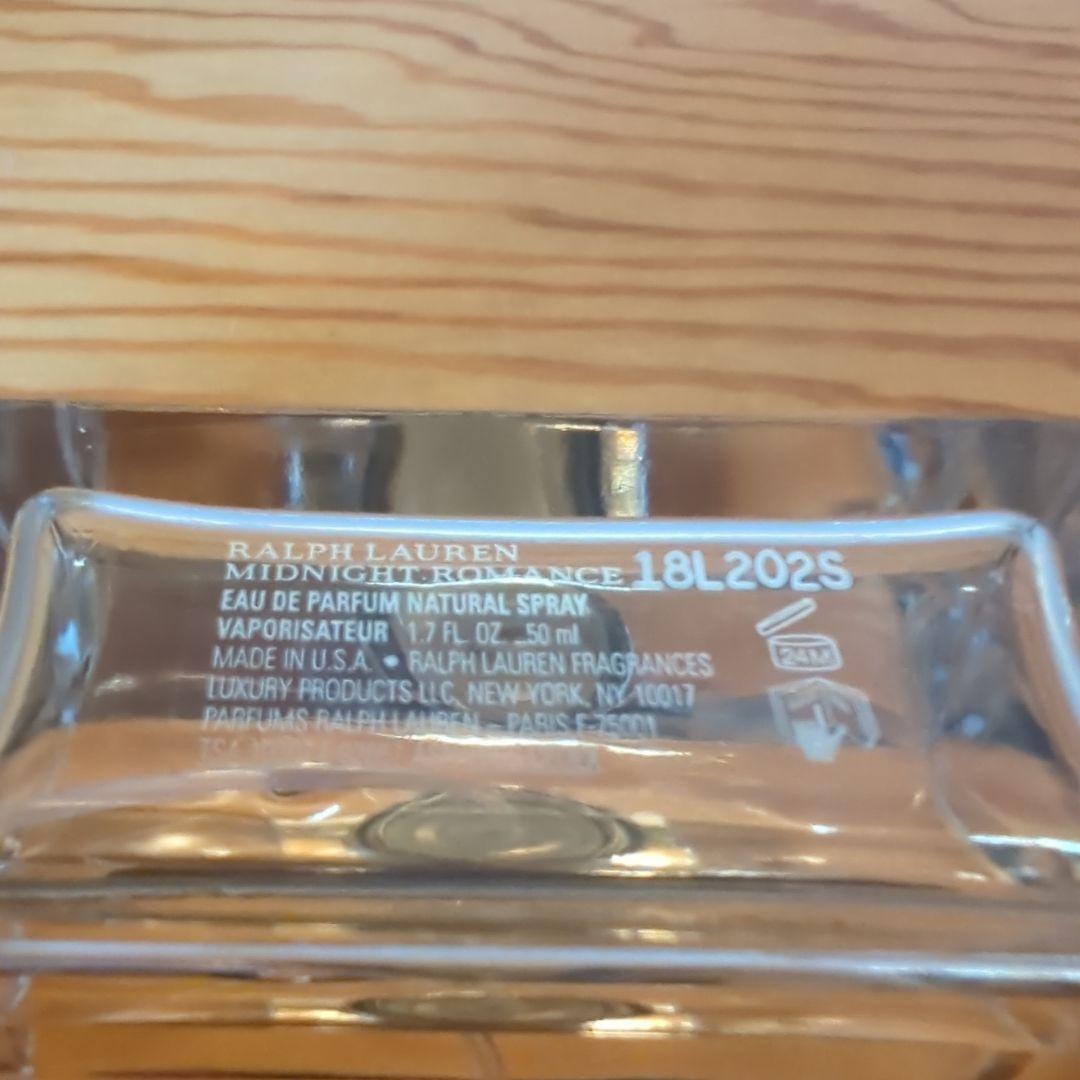 RALPH LAUREN
MIDNIGHT ROMANCE 18L202S
EAU DE PARFUM NATURAL SPRAY
VAPORISATEUR 1.7 FL. OZ. 50 ml
24M
MADE IN U.S.A. • RALPH LAUREN FRAGRANCES
LUXURY PRODUCTS LLC, NEW YORK, NY 10017
PARFUMS RALPH LAUREN – PARIS F-75001